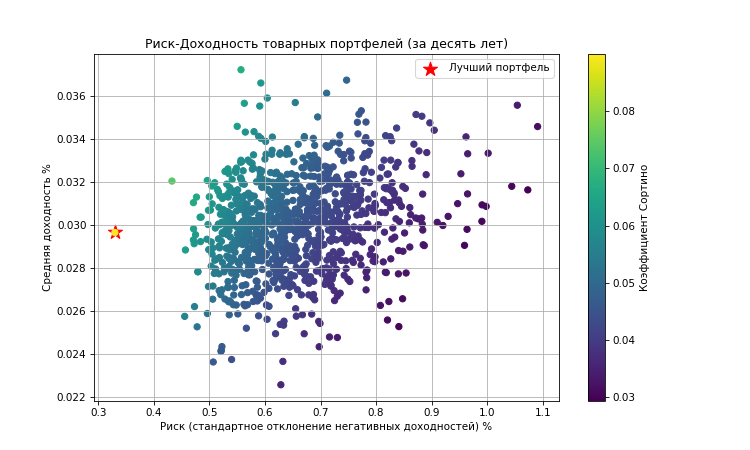 Риск-Доходность товарных портфелей (за десять лет)
Лучший портфель
Средняя доходность %
0.036
0.034
0.032
0.030
0.028
0.026
0.024
0.022
0.3 0.4 0.5 0.6 0.7 0.8 0.9 1.0 1.1
Риск (стандартное отклонение негативных доходностей) %
0.08
0.07
0.06
0.05
0.04
0.03
Коэффициент Сортино